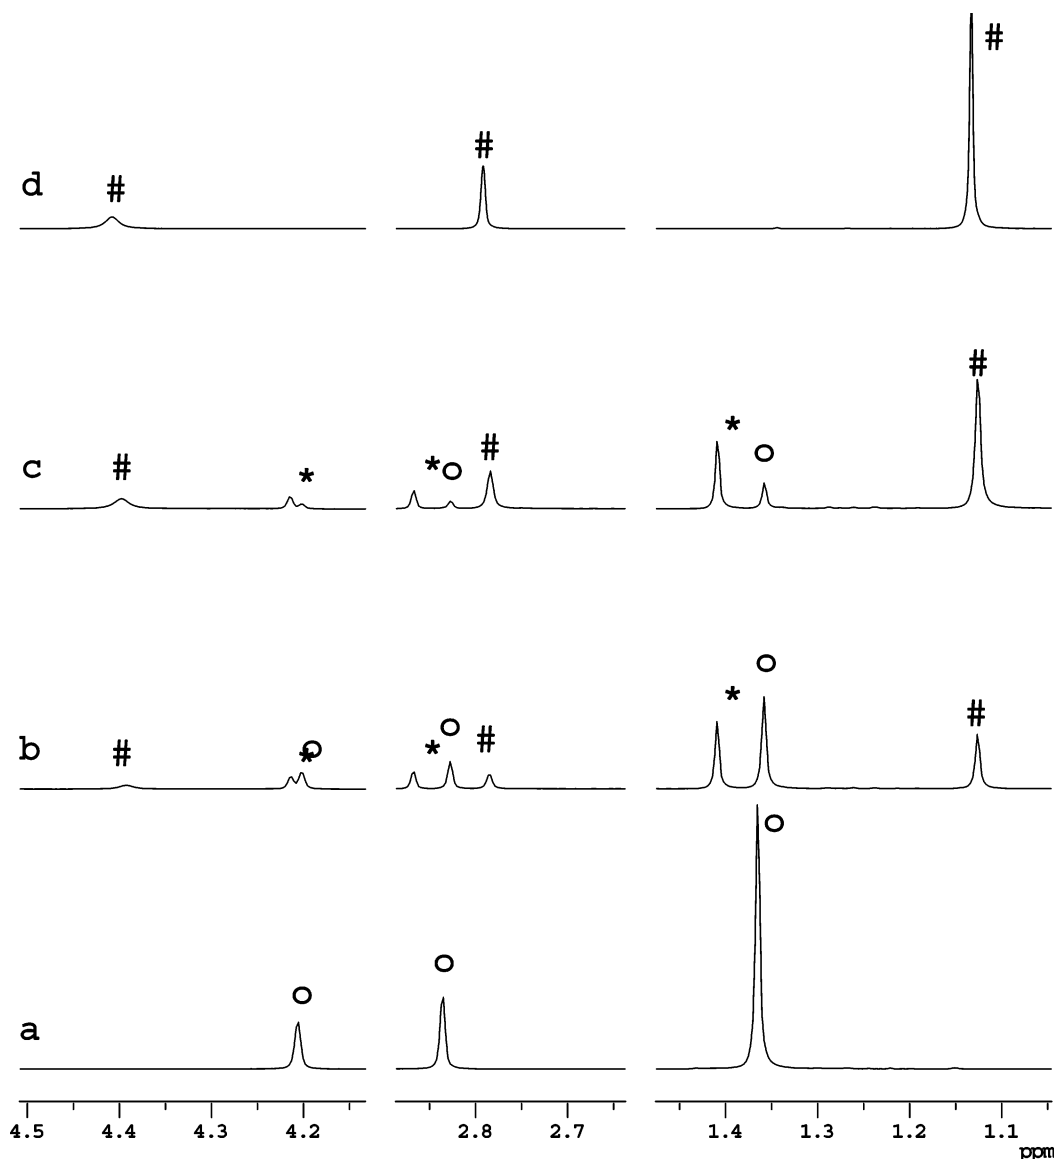 #
d # #
#
c # * * o # * o
b # o * * o # * o #
o
a o o
4.5 4.4 4.3 4.2 2.8 2.7 1.4 1.3 1.2 1.1
ppm